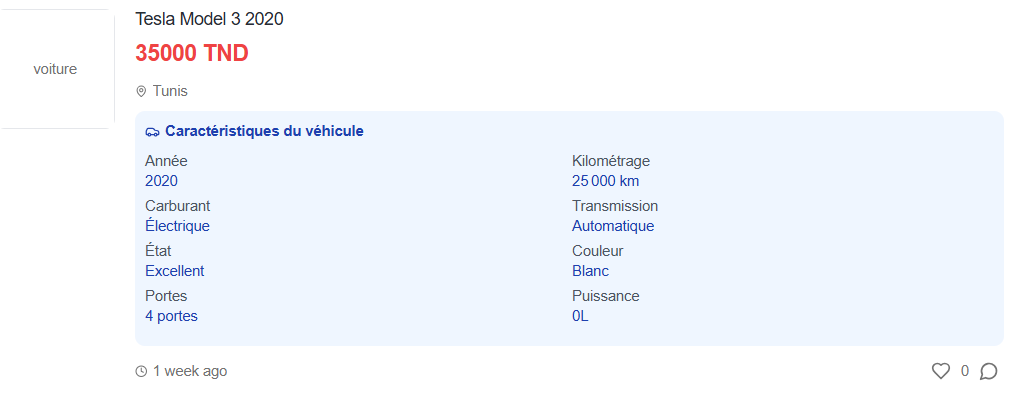 voiture
Tesla Model 3 2020
35000 TND
Tunis
Caractéristiques du véhicule
Année
2020
Kilométrage
25 000 km
Carburant
Électrique
Transmission
Automatique
État
Excellent
Couleur
Blanc
Portes
4 portes
Puissance
0L
1 week ago
0